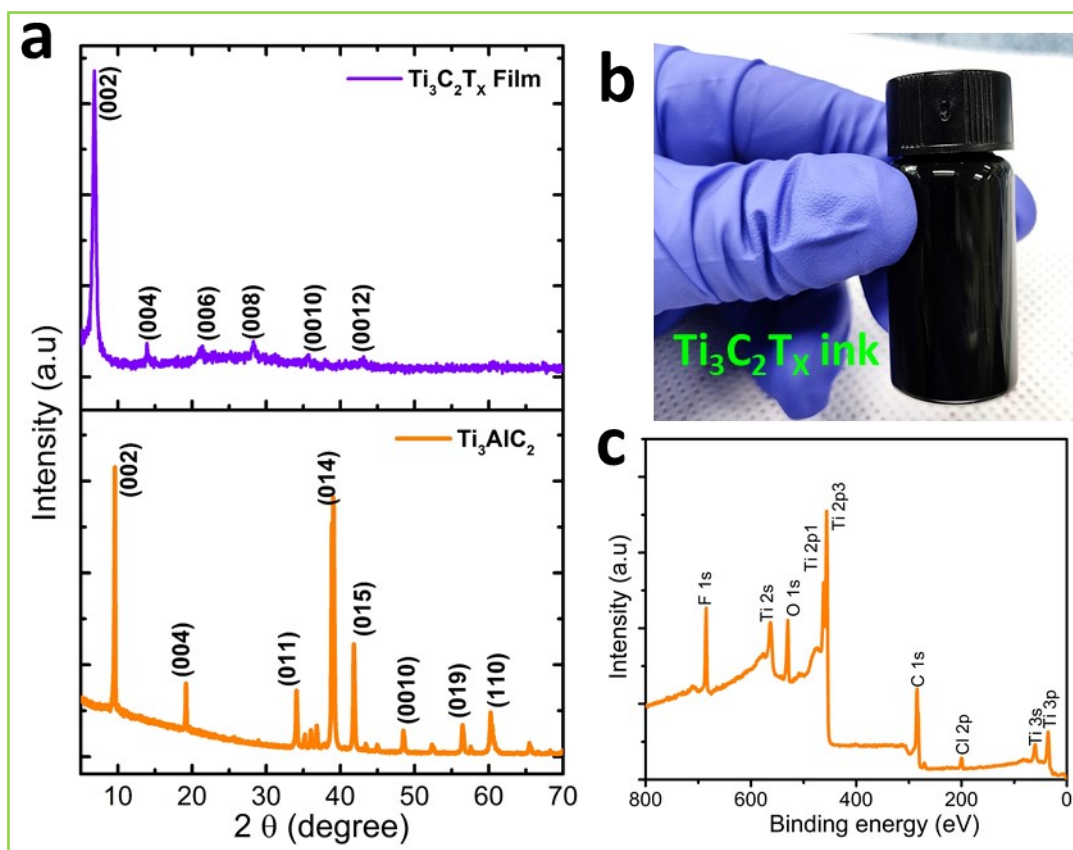 a
Ti₃C₂Tₓ Film
(002)
(004)
(006)
(008)
(0010)
(0012)
Ti₃AlC₂
(002)
(004)
(011)
(014)
(015)
(0010)
(019)
(110)
Intensity (a.u)
10 20 30 40 50 60 70
2 θ (degree)
b
Ti₃C₂Tₓ ink
c
F 1s
Ti 2s
O 1s
Ti 2p1
Ti 2p3
C 1s
Cl 2p
Ti 3s
Ti 3p
Intensity (a.u)
800 600 400 200 0
Binding energy (eV)